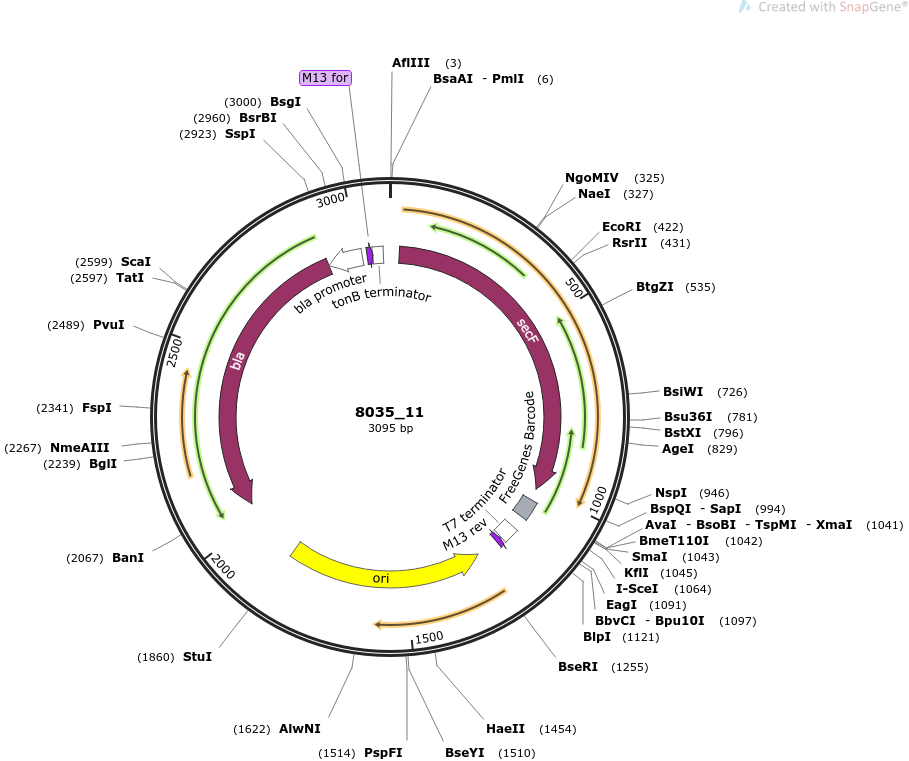 Created with SnapGene®
AflIII (3)
BsaAI - PmlI (6)
M13 for
(3000) BsgI
(2960) BsrBI
(2923) SspI
NgoMIV (325)
NaeI (327)
EcoRI (422)
RsrII (431)
BtgZI (535)
BsiWI (726)
Bsu36I (781)
BstXI (796)
AgeI (829)
NspI (946)
BspQI - SapI (994)
AvaI - BsoBI - TspMI - XmaI (1041)
BmeT110I (1042)
SmaI (1043)
KflI (1045)
I-SceI (1064)
EagI (1091)
BbvCI - Bpu10I (1097)
BlpI (1121)
BseRI (1255)
HaeII (1454)
BseYI (1510)
(1514) PspFI
(1622) AlwNI
(1860) StuI
(2067) BanI
(2239) BglI
(2267) NmeAIII
(2341) FspI
(2489) PvuI
(2597) TatI
(2599) ScaI
3000
500
1000
1500
2000
2500
bla promoter
tonB terminator
secF
bla
FreeGenes Barcode
T7 terminator
M13 rev
ori
8035_11
3095 bp